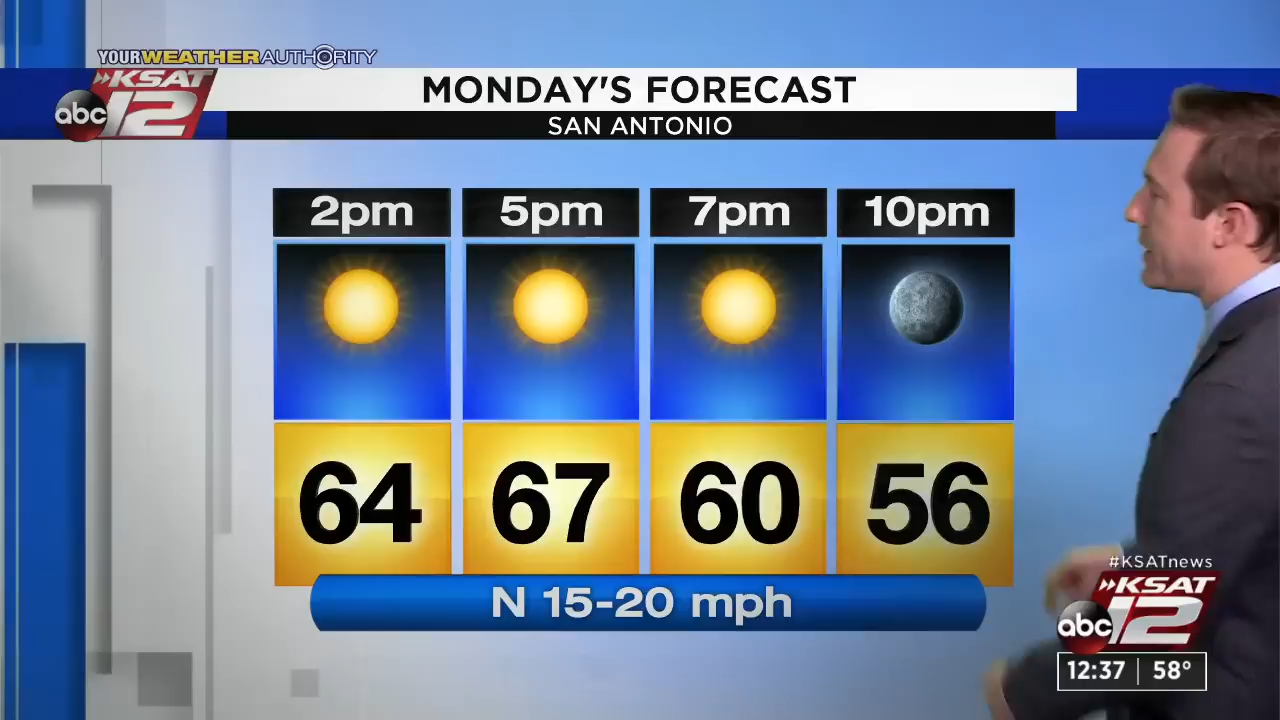 YOURWEATHERAUTHORITY
KSAT
abc 12
MONDAY'S FORECAST
SAN ANTONIO
2pm 5pm 7pm 10pm
64 67 60 56
N 15-20 mph
#KSATnews
KSAT
abc 12
12:37 58°